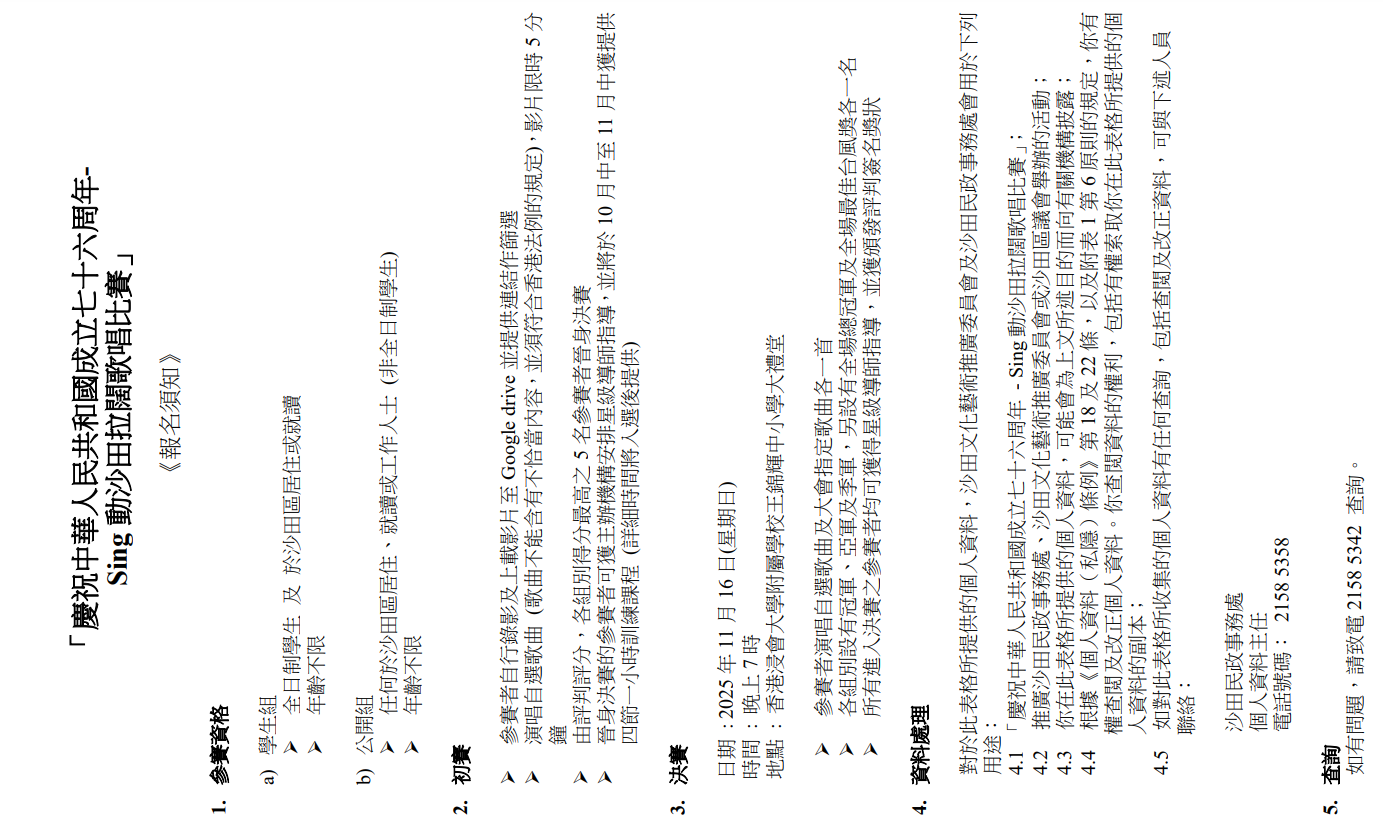 「慶祝中華人民共和國成立七十六周年-
Sing 動沙田拉闊歌唱比賽」
《報名須知》
1. 參賽資格
a) 學生組
➢ 全日制學生 及 於沙田區居住或就讀
➢ 年齡不限
b) 公開組
➢ 任何於沙田區居住、就讀或工作人士 (非全日制學生)
➢ 年齡不限
2. 初賽
➢ 參賽者自行錄影及上載影片至 Google drive 並提供連結作篩選
➢ 演唱自選歌曲 (歌曲不能含有不恰當內容，並須符合香港法例的規定)，影片限時 5 分
鐘
➢ 由評判評分，各組別得分最高之 5 名參賽者晉身決賽
➢ 晉身決賽的參賽者可獲主辦機構安排星級導師指導，並將於 10 月中至 11 月中獲提供
四節一小時訓練課程 (詳細時間將入選後提供)
3. 決賽
日期：2025 年 11 月 16 日(星期日)
時間：晚上 7 時
地點：香港浸會大學附屬學校王錦輝中小學大禮堂
➢ 參賽者演唱自選歌曲及大會指定歌曲各一首
➢ 各組別設有冠軍、亞軍及季軍，另設有全場總冠軍及全場最佳台風獎各一名
➢ 所有進入決賽之參賽者均可獲得星級導師指導，並獲頒發評判簽名獎狀
4. 資料處理
對於此表格所提供的個人資料，沙田文化藝術推廣委員會及沙田民政事務處會用於下列
用途：
4.1 「慶祝中華人民共和國成立七十六周年 - Sing 動沙田拉闊歌唱比賽」；
4.2 推廣沙田民政事務處、沙田文化藝術推廣委員會或沙田區議會舉辦的活動；
4.3 你在此表格所提供的個人資料，可能會為上文所述目的而向有關機構披露；
4.4 根據《個人資料（私隱）條例》第 18 及 22 條，以及附表 1 第 6 原則的規定，你有
權查閱及改正個人資料。你查閱資料的權利，包括有權索取你在此表格所提供的個
人資料的副本；
4.5 如對此表格所收集的個人資料有任何查詢，包括查閱及改正資料，可與下述人員
聯絡：
沙田民政事務處
個人資料主任
電話號碼： 2158 5358
5. 查詢
如有問題，請致電 2158 5342 查詢。